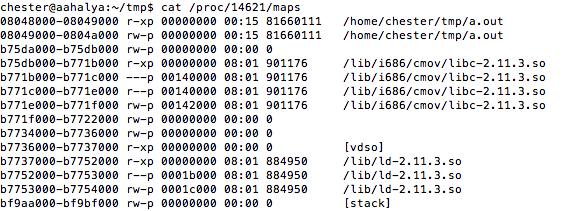 chester@aahalya:~/tmp$ cat /proc/14621/maps
08048000-08049000 r-xp 00000000 00:15 81660111   /home/chester/tmp/a.out
08049000-0804a000 rw-p 00000000 00:15 81660111   /home/chester/tmp/a.out
b75da000-b75db000 rw-p 00000000 00:00 0
b75db000-b771b000 r-xp 00000000 08:01 901176     /lib/i686/cmov/libc-2.11.3.so
b771b000-b771c000 ---p 00140000 08:01 901176     /lib/i686/cmov/libc-2.11.3.so
b771c000-b771e000 r--p 00140000 08:01 901176     /lib/i686/cmov/libc-2.11.3.so
b771e000-b771f000 rw-p 00142000 08:01 901176     /lib/i686/cmov/libc-2.11.3.so
b771f000-b7722000 rw-p 00000000 00:00 0
b7734000-b7736000 rw-p 00000000 00:00 0
b7736000-b7737000 r-xp 00000000 00:00 0          [vdso]
b7737000-b7752000 r-xp 00000000 08:01 884950     /lib/ld-2.11.3.so
b7752000-b7753000 r--p 0001b000 08:01 884950     /lib/ld-2.11.3.so
b7753000-b7754000 rw-p 0001c000 08:01 884950     /lib/ld-2.11.3.so
bf9aa000-bf9bf000 rw-p 00000000 00:00 0          [stack]